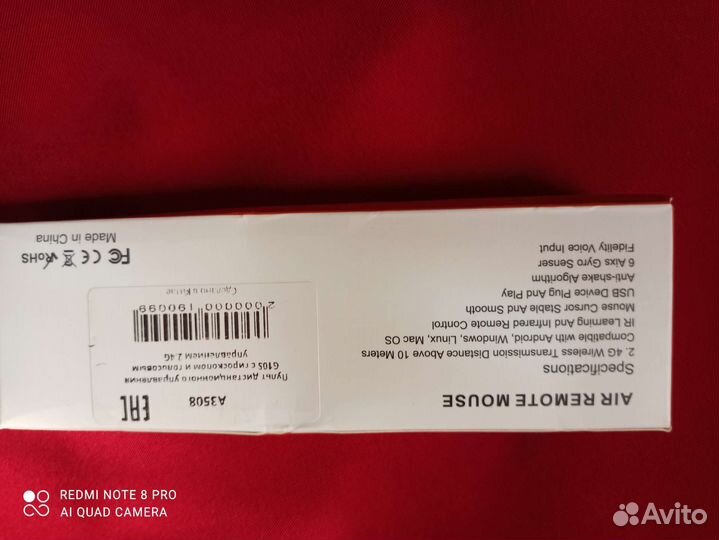 AIR REMOTE MOUSE
Specifications
2. 4G Wireless Transmission Distance Above 10 Meters
Compatible with Android, Windows, Linux, Mac OS
IR Learning And Infrared Remote Control
Mouse Cursor Stable And Smooth
USB Device Plug And Play
Anti-shake Algorithm
6 Aixs Gyro Senser
Fidelity Voice Input
A3508
EAC
Пульт дистанционного управления
G10S с гироскопом и голосовым
управлением 2.4G
2 000000 190099
Сделано в Китае
FC CE RoHS
Made in China
REDMI NOTE 8 PRO
AI QUAD CAMERA
Avito